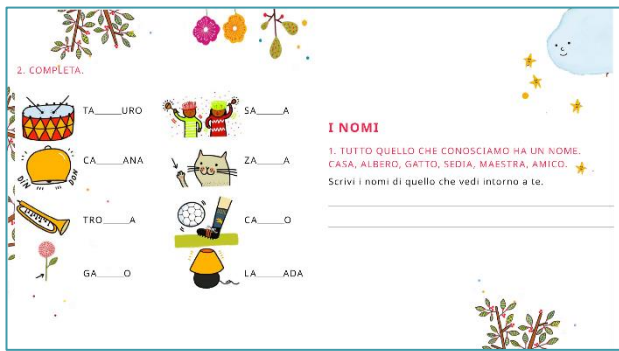 2. COMPLETA.
TA_____URO
SA_____A
CA_____ANA
ZA_____A
TRO_____A
CA_____O
GA_____O
LA_____ADA
DIN
DON
I NOMI
1. TUTTO QUELLO CHE CONOSCIAMO HA UN NOME.
CASA, ALBERO, GATTO, SEDIA, MAESTRA, AMICO.
Scrivi i nomi di quello che vedi intorno a te.